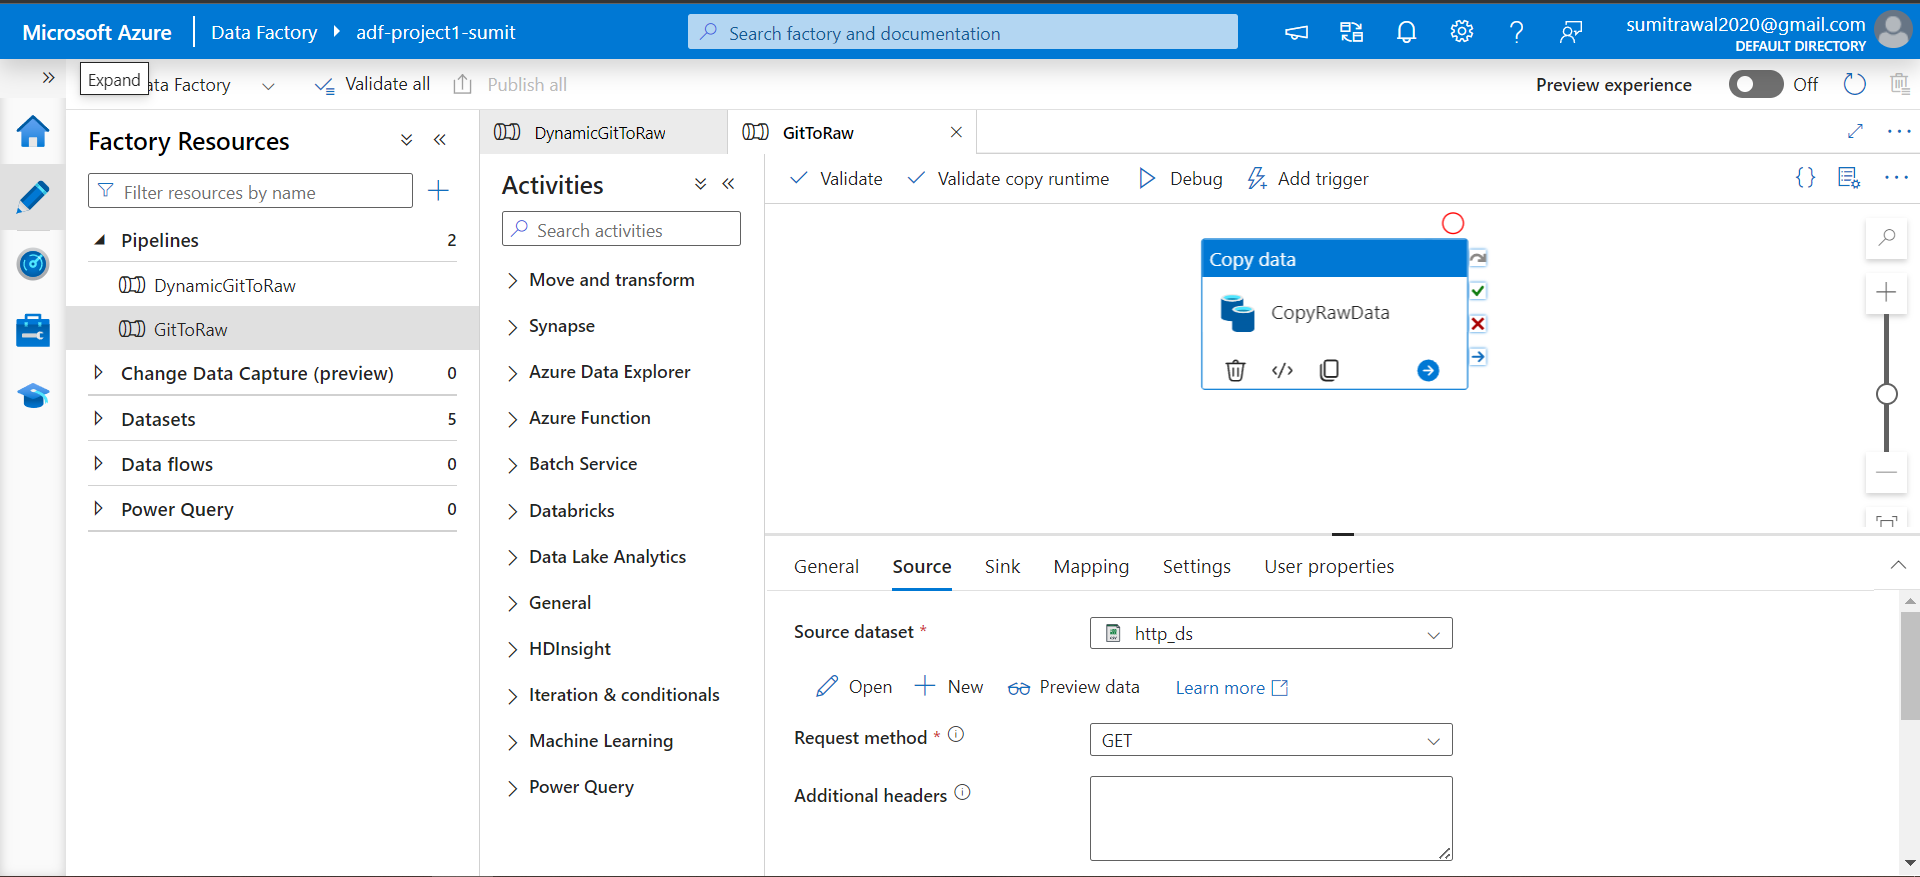 Microsoft Azure
Data Factory
adf-project1-sumit
Search factory and documentation
sumitrawal2020@gmail.com
DEFAULT DIRECTORY
Expand
ata Factory
Validate all
Publish all
Preview experience
Off
Factory Resources
Filter resources by name
Pipelines 2
DynamicGitToRaw
GitToRaw
Change Data Capture (preview) 0
Datasets 5
Data flows 0
Power Query 0
DynamicGitToRaw
GitToRaw
Activities
Search activities
Move and transform
Synapse
Azure Data Explorer
Azure Function
Batch Service
Databricks
Data Lake Analytics
General
HDInsight
Iteration & conditionals
Machine Learning
Power Query
Validate
Validate copy runtime
Debug
Add trigger
Copy data
CopyRawData
General
Source
Sink
Mapping
Settings
User properties
Source dataset *
http_ds
Open
New
Preview data
Learn more
Request method *
GET
Additional headers